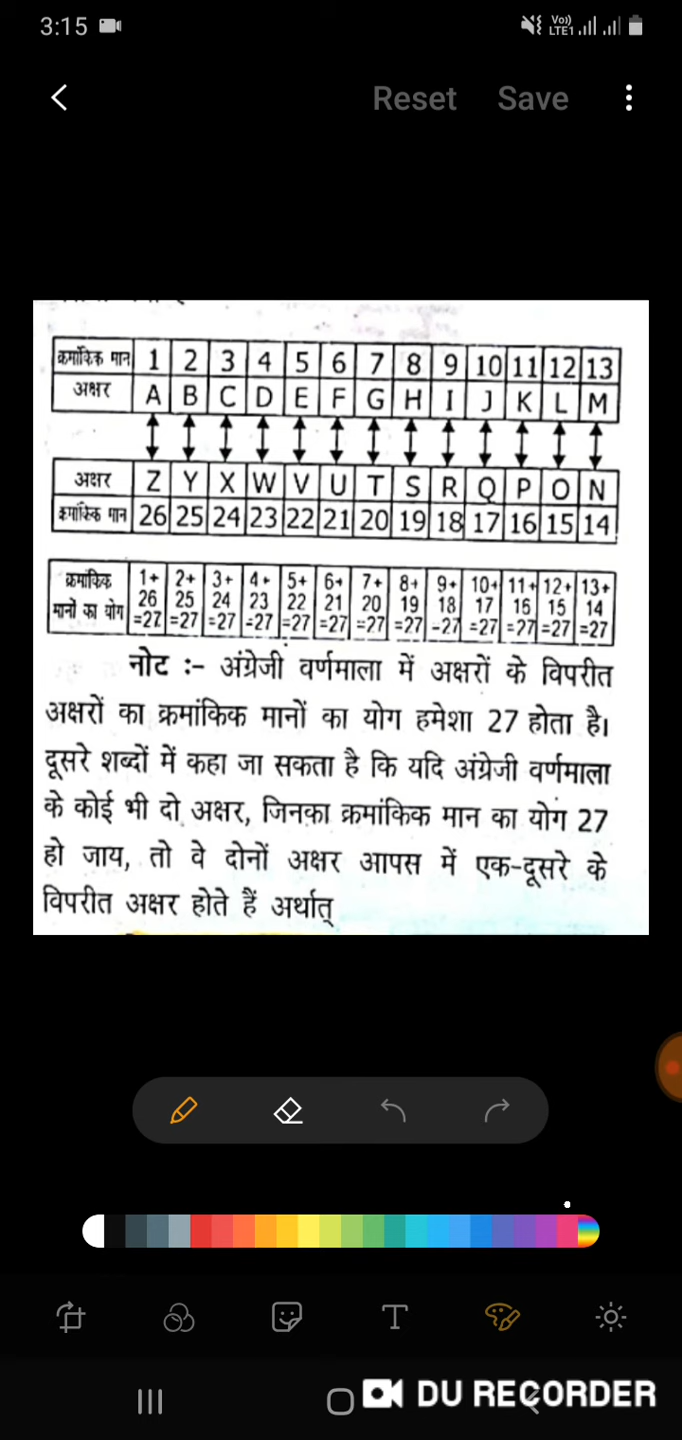 3:15
Vo)) LTE1
Reset Save
क्रमांकिक मान 1 2 3 4 5 6 7 8 9 10 11 12 13
अक्षर A B C D E F G H I J K L M
अक्षर Z Y X W V U T S R Q P O N
क्रमांकिक मान 26 25 24 23 22 21 20 19 18 17 16 15 14
क्रमांकिक 1+ 2+ 3+ 4+ 5+ 6+ 7+ 8+ 9+ 10+ 11+ 12+ 13+
मानों का योग 26 25 24 23 22 21 20 19 18 17 16 15 14
=27 =27 =27 =27 =27 =27 =27 =27 =27 =27 =27 =27 =27
नोट :– अंग्रेजी वर्णमाला में अक्षरों के विपरीत
अक्षरों का क्रमांकिक मानों का योग हमेशा 27 होता है।
दूसरे शब्दों में कहा जा सकता है कि यदि अंग्रेजी वर्णमाला
के कोई भी दो अक्षर, जिनका क्रमांकिक मान का योग 27
हो जाय, तो वे दोनों अक्षर आपस में एक-दूसरे के
विपरीत अक्षर होते हैं अर्थात्
T
DU RECORDER